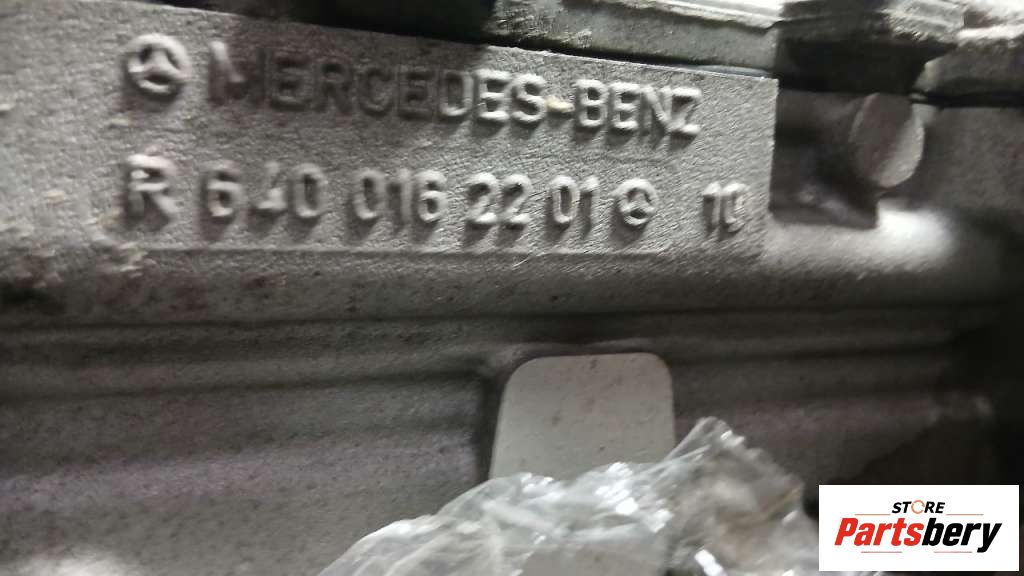 MERCEDES-BENZ
R 640 016 22 01 10
STORE
Partsbery